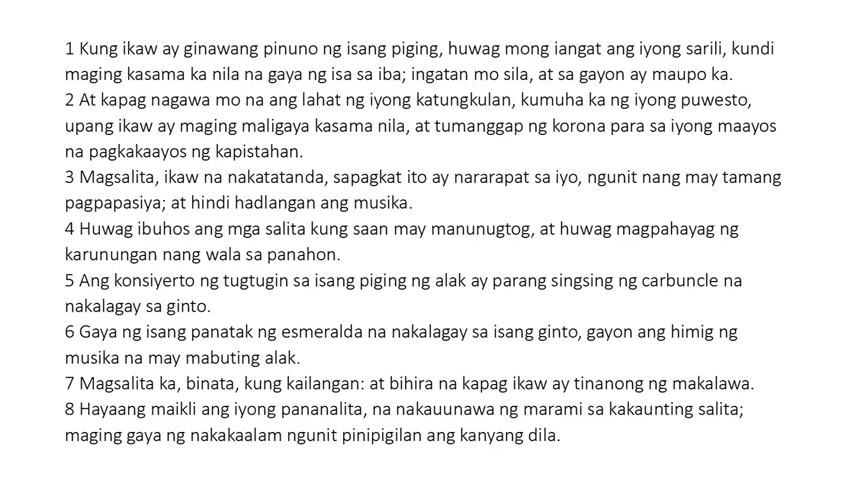 1 Kung ikaw ay ginawang pinuno ng isang piging, huwag mong iangat ang iyong sarili, kundi
maging kasama ka nila na gaya ng isa sa iba; ingatan mo sila, at sa gayon ay maupo ka.
2 At kapag nagawa mo na ang lahat ng iyong katungkulan, kumuha ka ng iyong puwesto,
upang ikaw ay maging maligaya kasama nila, at tumanggap ng korona para sa iyong maayos
na pagkakaayos ng kapistahan.
3 Magsalita, ikaw na nakatatanda, sapagkat ito ay nararapat sa iyo, ngunit nang may tamang
pagpapasiya; at hindi hadlangan ang musika.
4 Huwag ibuhos ang mga salita kung saan may manunugtog, at huwag magpahayag ng
karunungan nang wala sa panahon.
5 Ang konsiyerto ng tugtugin sa isang piging ng alak ay parang singsing ng carbuncle na
nakalagay sa ginto.
6 Gaya ng isang panatak ng esmeralda na nakalagay sa isang ginto, gayon ang himig ng
musika na may mabuting alak.
7 Magsalita ka, binata, kung kailangan: at bihira na kapag ikaw ay tinanong ng makalawa.
8 Hayaang maikli ang iyong pananalita, na nakauunawa ng marami sa kakaunting salita;
maging gaya ng nakakaalam ngunit pinipigilan ang kanyang dila.